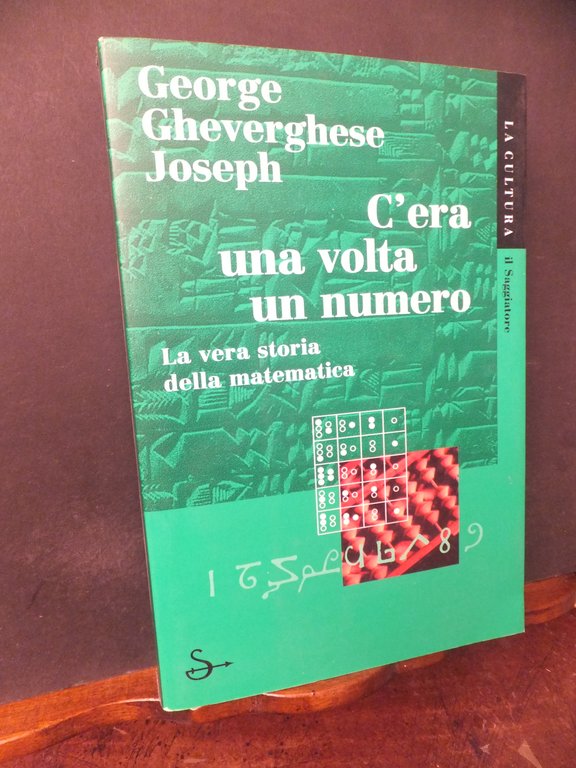 George
Gheverghese
Joseph
C'era
una volta
un numero
La vera storia
della matematica
LA CULTURA
il Saggiatore